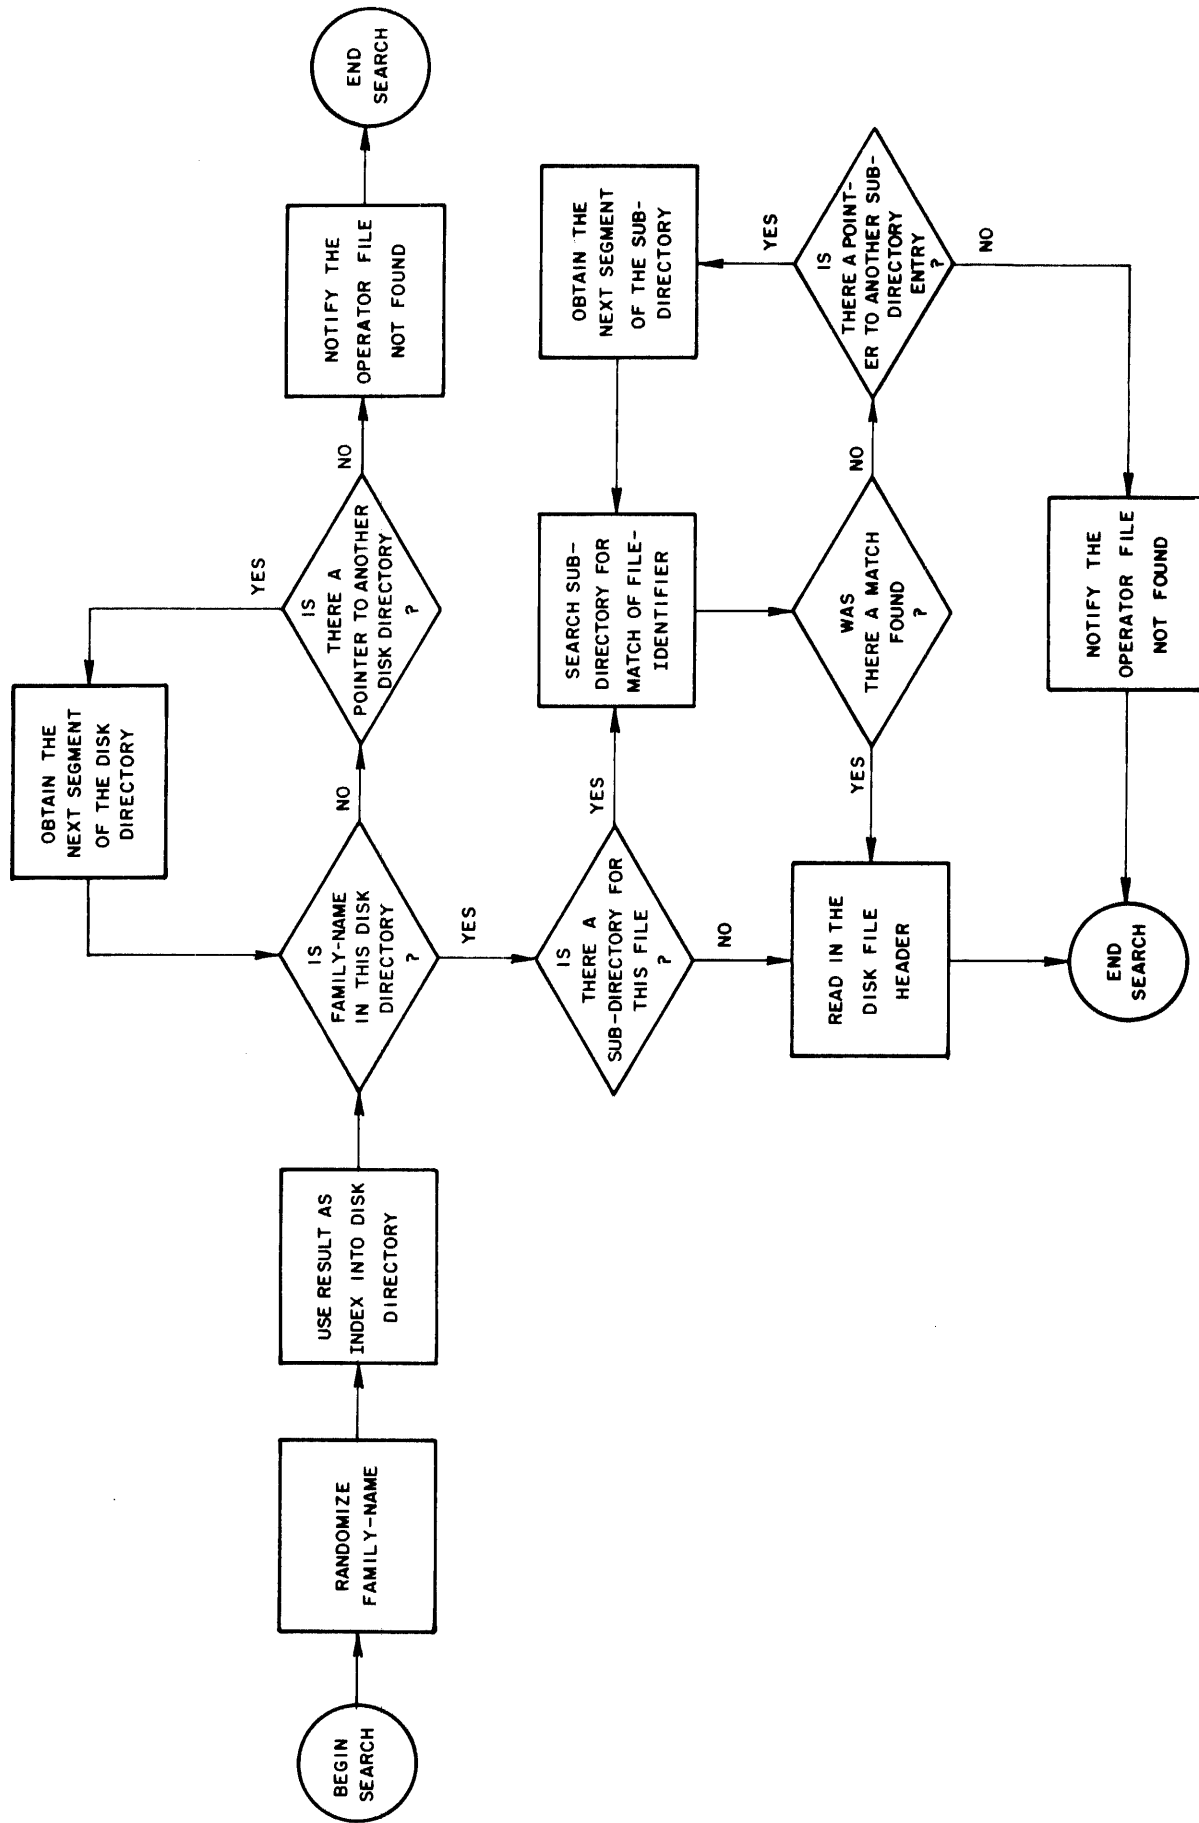 BEGIN
SEARCH
RANDOMIZE
FAMILY-NAME
USE RESULT AS
INDEX INTO DISK
DIRECTORY
IS
FAMILY-NAME
IN THIS DISK
DIRECTORY
?
NO
YES
OBTAIN THE
NEXT SEGMENT
OF THE DISK
DIRECTORY
IS
THERE A
POINTER TO ANOTHER
DISK DIRECTORY
?
YES
NO
NOTIFY THE
OPERATOR FILE
NOT FOUND
END
SEARCH
IS
THERE A
SUB-DIRECTORY FOR
THIS FILE
?
YES
NO
SEARCH SUB-
DIRECTORY FOR
MATCH OF FILE-
IDENTIFIER
OBTAIN THE
NEXT SEGMENT
OF THE SUB-
DIRECTORY
WAS
THERE A MATCH
FOUND
?
YES
NO
IS
THERE A POINT-
ER TO ANOTHER SUB-
DIRECTORY
ENTRY
?
YES
NO
READ IN THE
DISK FILE
HEADER
NOTIFY THE
OPERATOR FILE
NOT FOUND
END
SEARCH